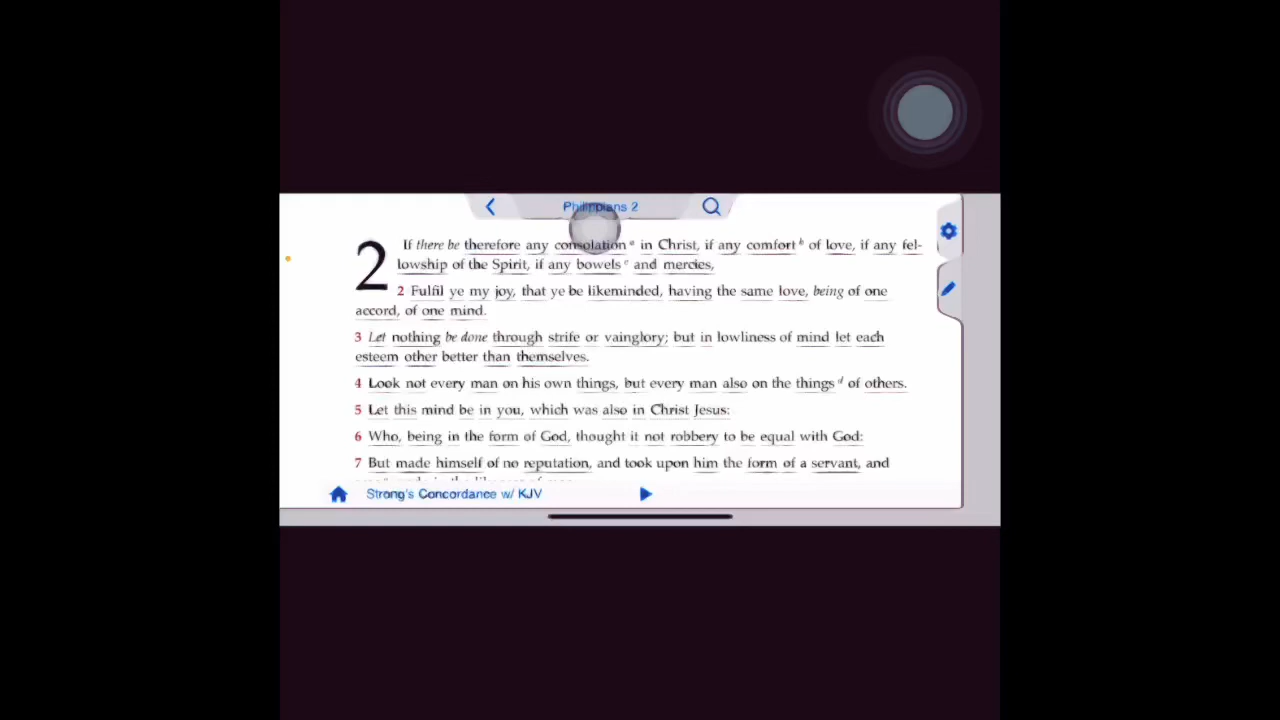 Philippians 2
2 If there be therefore any consolation a in Christ, if any comfort b of love, if any fel-
lowship of the Spirit, if any bowels c and mercies,
2 Fulfil ye my joy, that ye be likeminded, having the same love, being of one
accord, of one mind.
3 Let nothing be done through strife or vainglory; but in lowliness of mind let each
esteem other better than themselves.
4 Look not every man on his own things, but every man also on the things d of others.
5 Let this mind be in you, which was also in Christ Jesus:
6 Who, being in the form of God, thought it not robbery to be equal with God:
7 But made himself of no reputation, and took upon him the form of a servant, and
Strong's Concordance w/ KJV